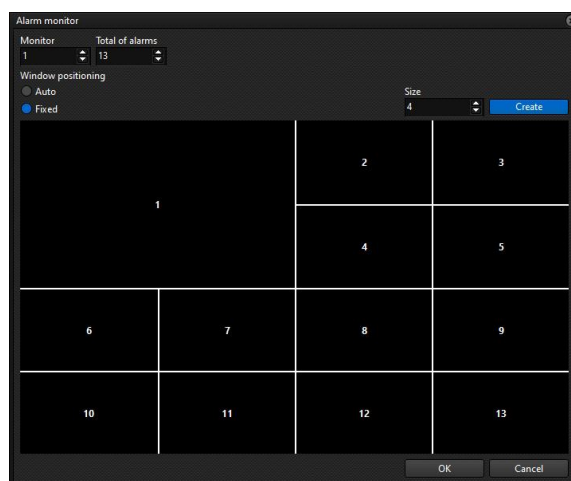 Alarm monitor
Monitor Total of alarms
1 13
Window positioning
Auto
Size
Fixed 4 Create
1 2 3
4 5
6 7 8 9
10 11 12 13
OK Cancel